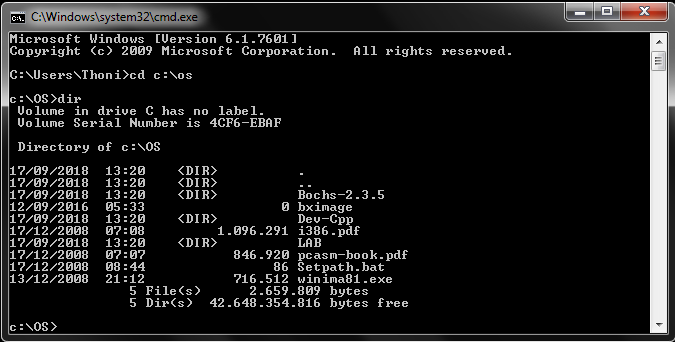 C:\Windows\system32\cmd.exe
Microsoft Windows [Version 6.1.7601]
Copyright (c) 2009 Microsoft Corporation.  All rights reserved.
C:\Users\Thoni>cd c:\os
c:\OS>dir
 Volume in drive C has no label.
 Volume Serial Number is 4CF6-EBAF
 Directory of c:\OS
17/09/2018  13:20    <DIR>          .
17/09/2018  13:20    <DIR>          ..
17/09/2018  13:20    <DIR>          Bochs-2.3.5
12/09/2016  05:33                 0 bximage
17/09/2018  13:20    <DIR>          Dev-Cpp
17/12/2008  07:08         1.096.291 i386.pdf
17/09/2018  13:20    <DIR>          LAB
17/12/2008  07:07           846.920 pcasm-book.pdf
17/12/2008  08:44                86 Setpath.bat
13/12/2008  21:12           716.512 winima81.exe
               5 File(s)      2.659.809 bytes
               5 Dir(s)  42.648.354.816 bytes free
c:\OS>